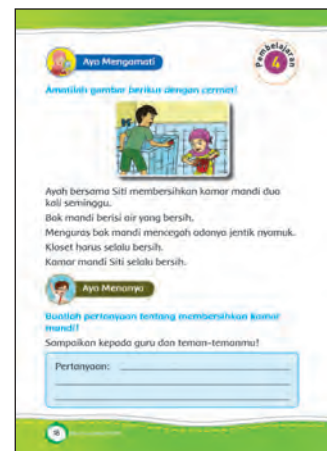 Ayo Mengamati
Pembelajaran
4
Amatilah gambar berikut dengan cermat!
Ayah bersama Siti membersihkan kamar mandi dua
kali seminggu.
Bak mandi berisi air yang bersih.
Menguras bak mandi mencegah adanya jentik nyamuk.
Kloset harus selalu bersih.
Kamar mandi Siti selalu bersih.
Ayo Menanya
Buatlah pertanyaan tentang membersihkan kamar
mandi!
Sampaikan kepada guru dan teman-temanmu!
Pertanyaan: